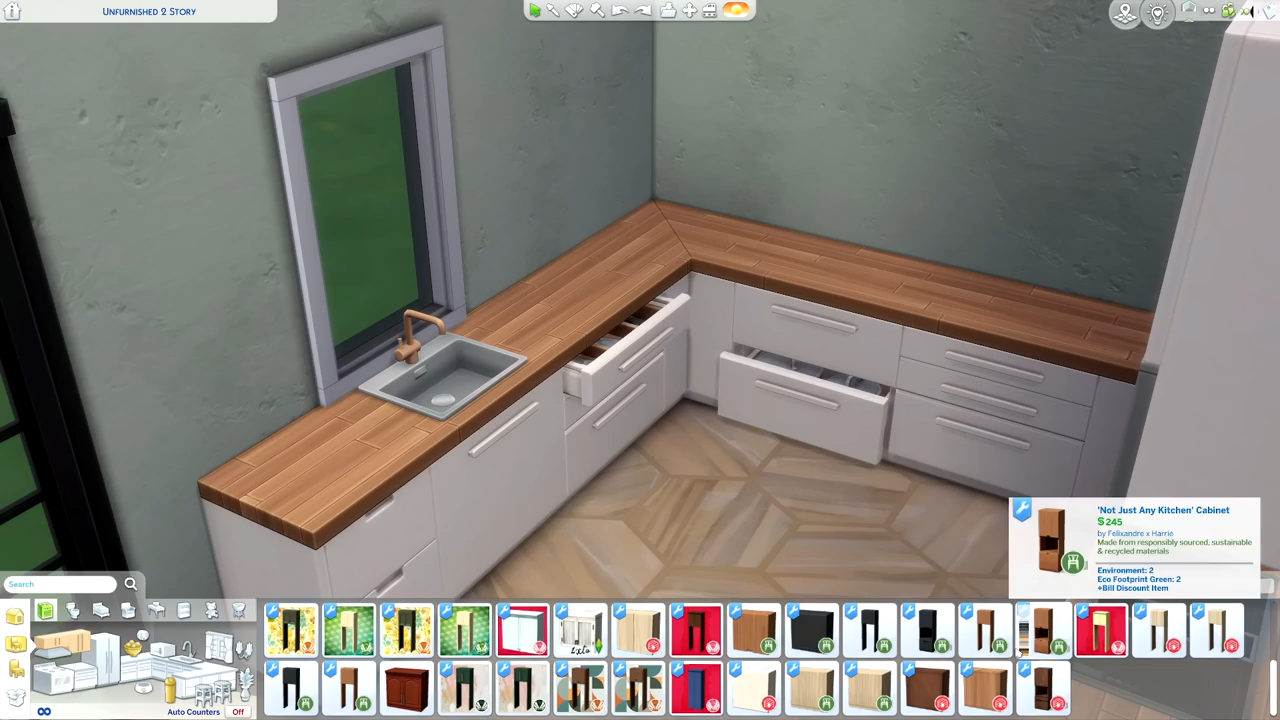 Unfurnished 2 Story
'Not Just Any Kitchen' Cabinet
§245
by Felixandre x Harrie
Made from responsibly sourced, sustainable
& recycled materials
Environment: 2
Eco Footprint Green: 2
+Bill Discount Item
Search
Auto Counters Off